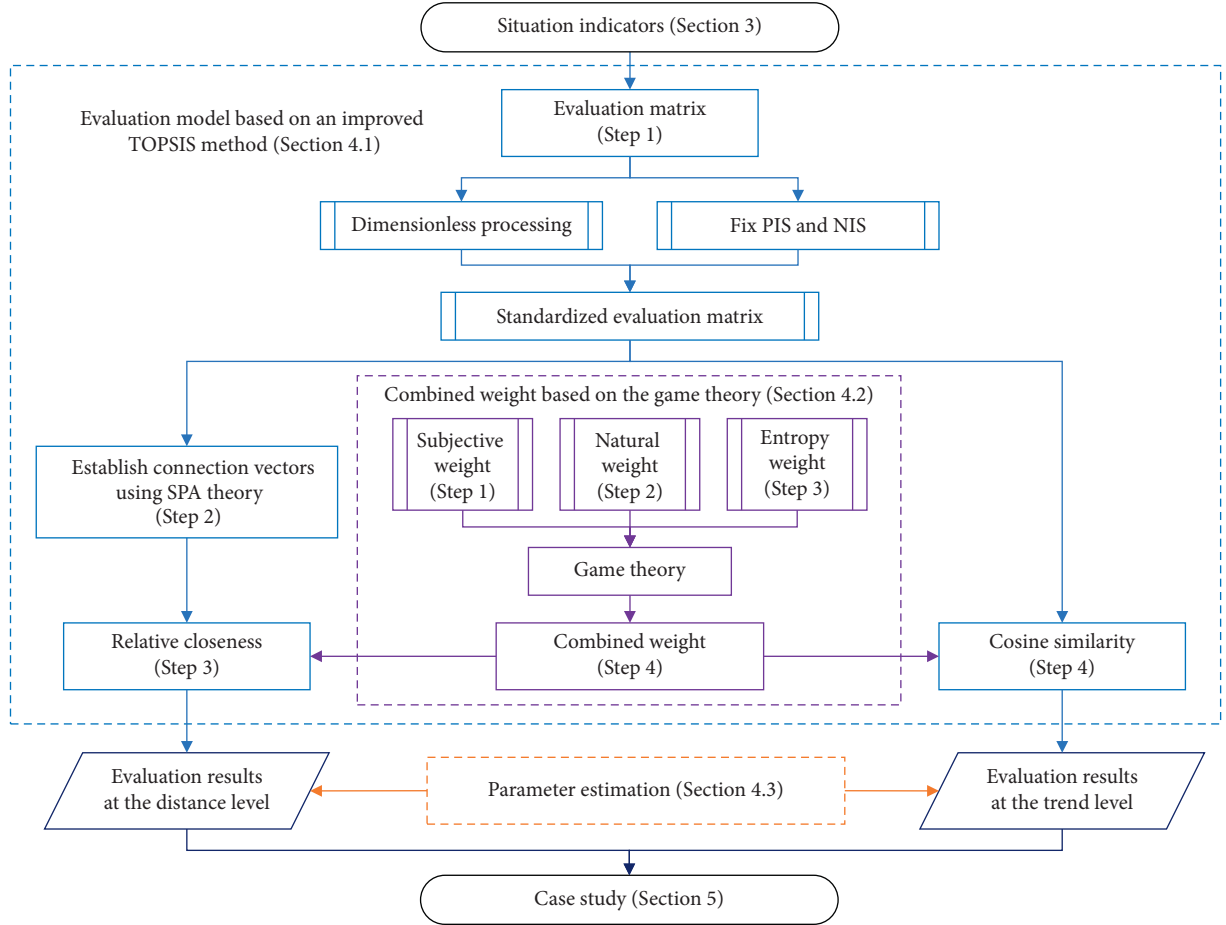 Situation indicators (Section 3)
Evaluation model based on an improved
TOPSIS method (Section 4.1)
Evaluation matrix
(Step 1)
Dimensionless processing
Fix PIS and NIS
Standardized evaluation matrix
Combined weight based on the game theory (Section 4.2)
Subjective
weight
(Step 1)
Natural
weight
(Step 2)
Entropy
weight
(Step 3)
Establish connection vectors
using SPA theory
(Step 2)
Game theory
Relative closeness
(Step 3)
Combined weight
(Step 4)
Cosine similarity
(Step 4)
Evaluation results
at the distance level
Parameter estimation (Section 4.3)
Evaluation results
at the trend level
Case study (Section 5)